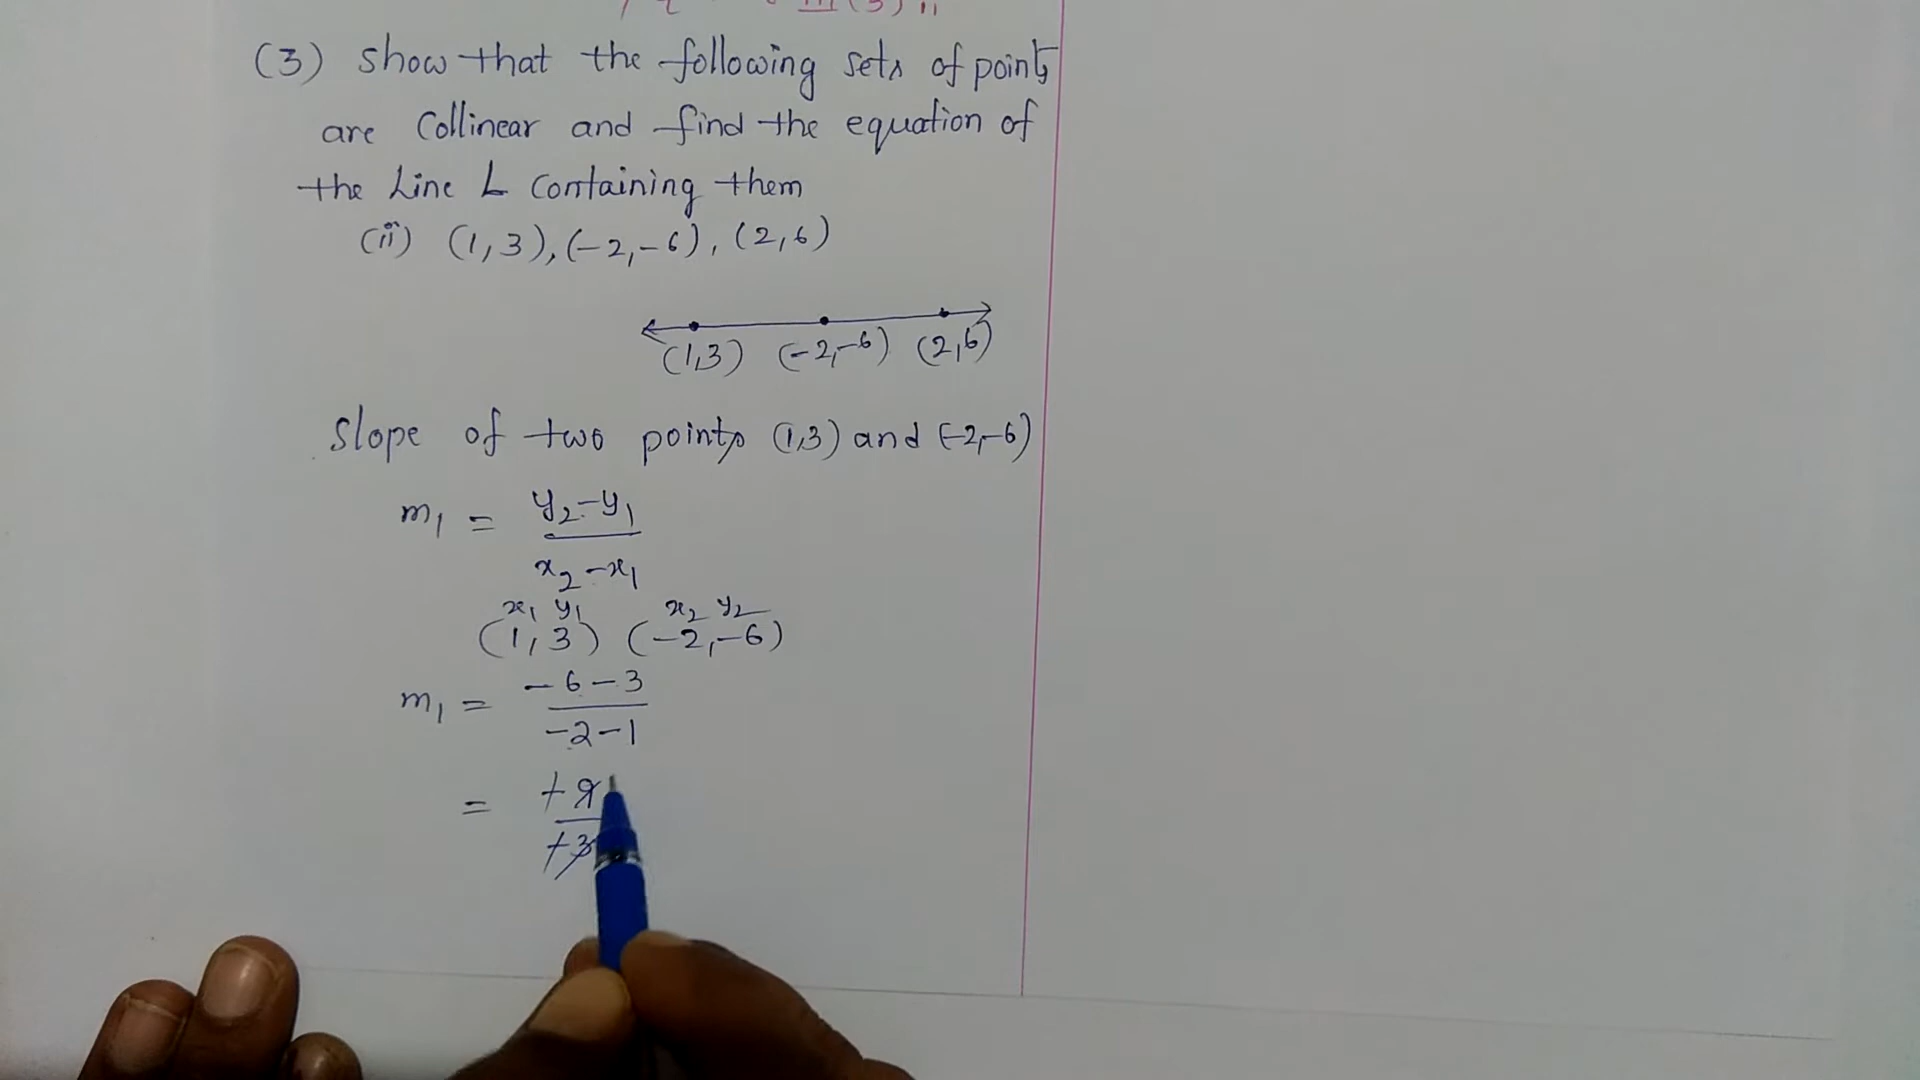 (3) show that the following sets of points
are Collinear and find the equation of
the Line L containing them
(ii) (1,3), (-2,-6), (2,6)
(1,3) (-2,-6) (2,6)
Slope of two points (1,3) and (-2,-6)
m₁ = y₂-y₁ / x₂-x₁
x₁ y₁ x₂ y₂
(1, 3) (-2,-6)
m₁ = -6-3 / -2-1
= +9 / +3